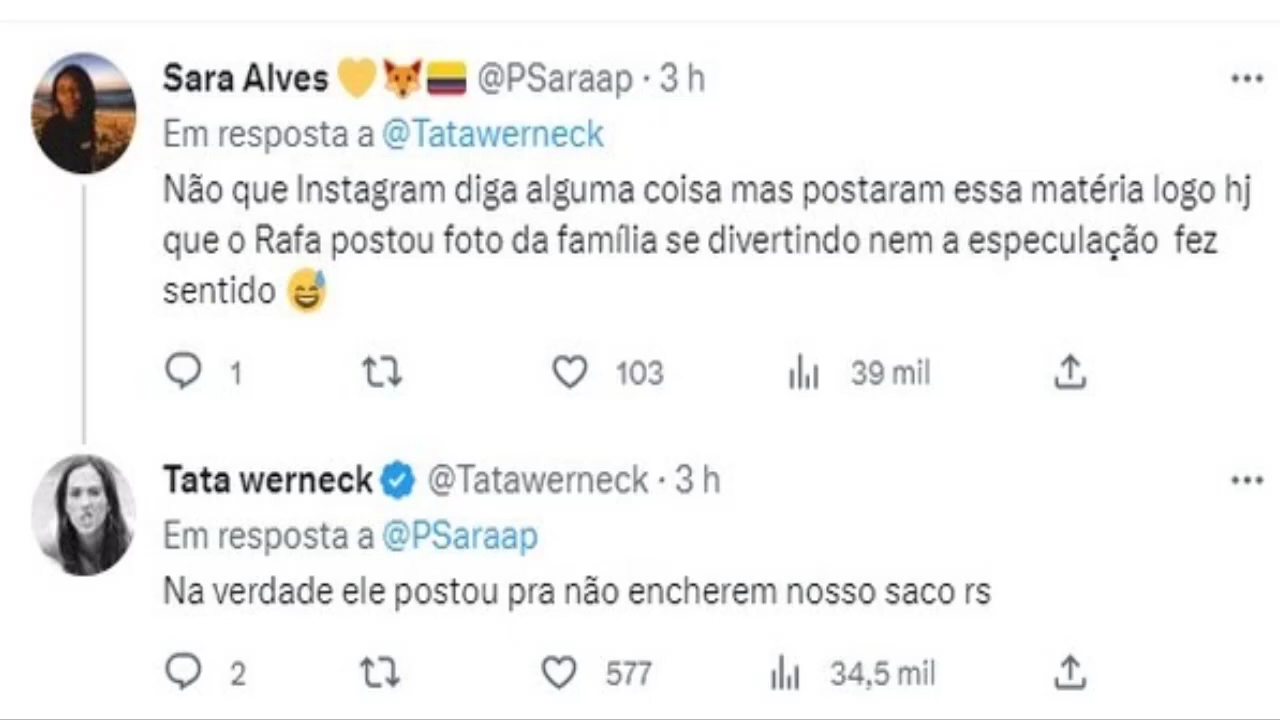 Sara Alves 💛🦊🇨🇴 @PSaraap · 3 h
Em resposta a @Tatawerneck
Não que Instagram diga alguma coisa mas postaram essa matéria logo hj
que o Rafa postou foto da família se divertindo nem a especulação fez
sentido 😅
1 103 39 mil
Tata werneck @Tatawerneck · 3 h
Em resposta a @PSaraap
Na verdade ele postou pra não encherem nosso saco rs
2 577 34,5 mil